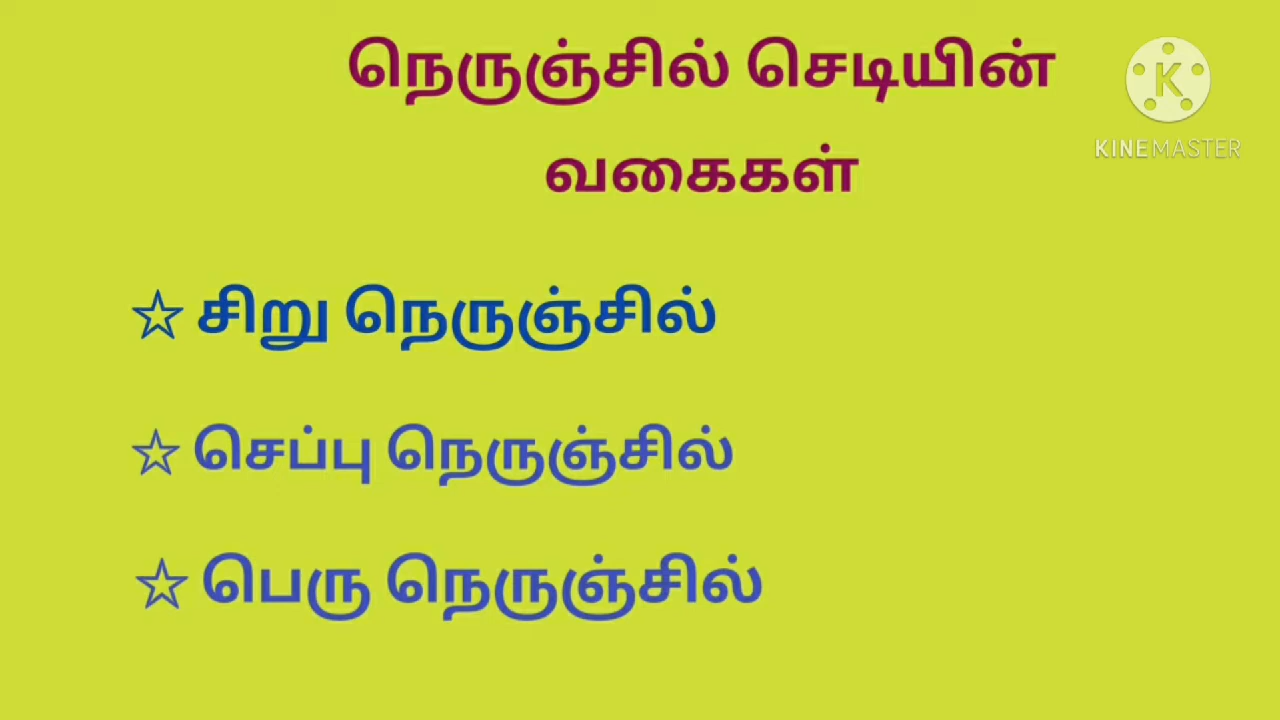 நெருஞ்சில் செடியின்
வகைகள்
K
KINEMASTER
☆ சிறு நெருஞ்சில்
☆ செப்பு நெருஞ்சில்
☆ பெரு நெருஞ்சில்